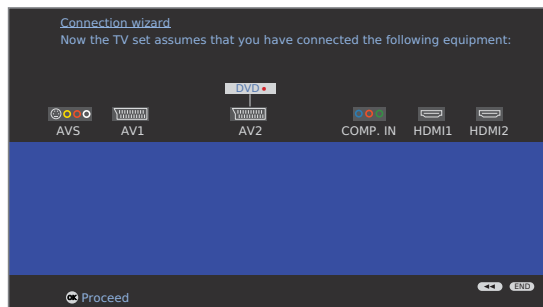 Connection wizard
Now the TV set assumes that you have connected the following equipment:
DVD
AVS AV1 AV2 COMP. IN HDMI1 HDMI2
END
OK Proceed